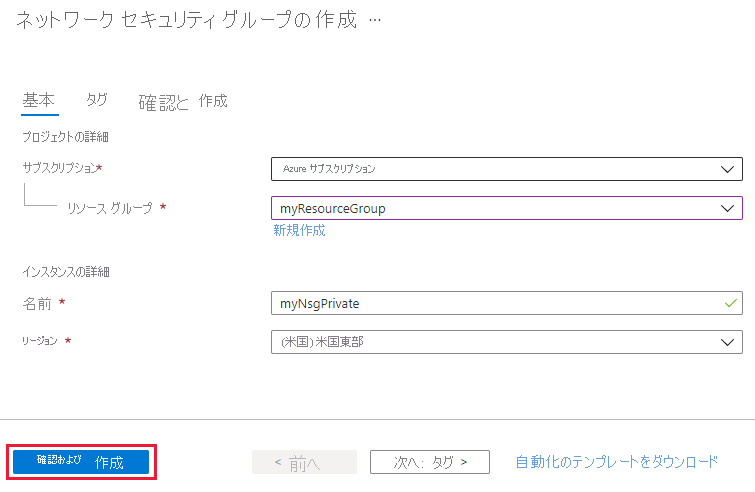 ネットワーク セキュリティ グループの作成 …
基本 タグ 確認と 作成
プロジェクトの詳細
サブスクリプション* Azure サブスクリプション
リソース グループ * myResourceGroup
新規作成
インスタンスの詳細
名前 * myNsgPrivate
リージョン * (米国) 米国東部
確認および 作成 < 前へ 次へ: タグ > 自動化のテンプレートをダウンロード